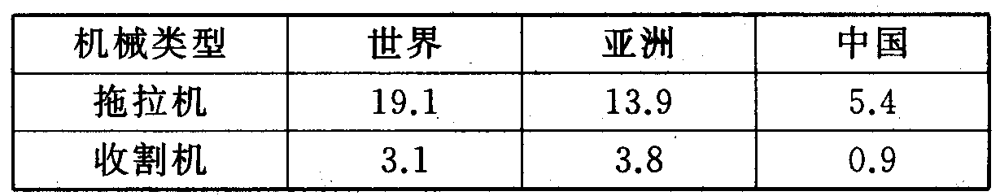 机械类型 世界 亚洲 中国
拖拉机 19.1 13.9 5.4
收割机 3.1 3.8 0.9